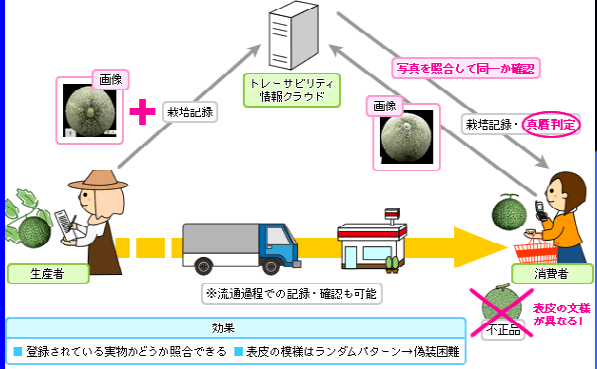 画像
栽培記録
トレーサビリティ
情報クラウド
写真を照合して同一か確認
画像
栽培記録・真贋判定
生産者
消費者
※流通過程での記録・確認も可能
表皮の文様
が異なる!
不正品
効果
■ 登録されている実物かどうか照合できる ■ 表皮の模様はランダムパターン→偽装困難